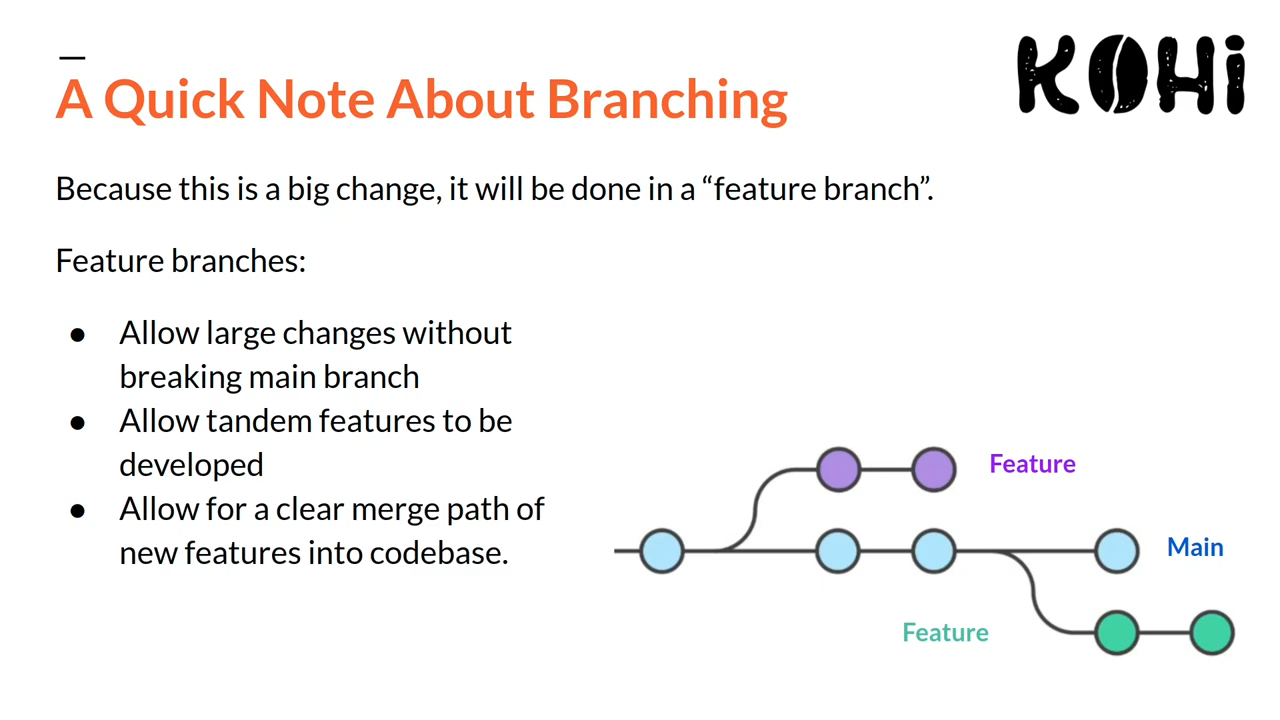 KOHi
A Quick Note About Branching
Because this is a big change, it will be done in a “feature branch”.
Feature branches:
● Allow large changes without
breaking main branch
● Allow tandem features to be
developed
● Allow for a clear merge path of
new features into codebase.
Feature
Main
Feature